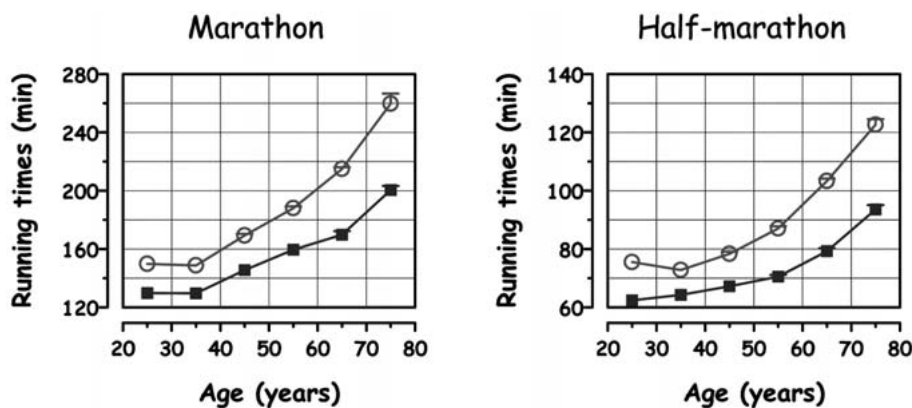 Marathon
Running times (min)
280
240
200
160
120
20 30 40 50 60 70 80
Age (years)
Half-marathon
Running times (min)
140
120
100
80
60
20 30 40 50 60 70 80
Age (years)